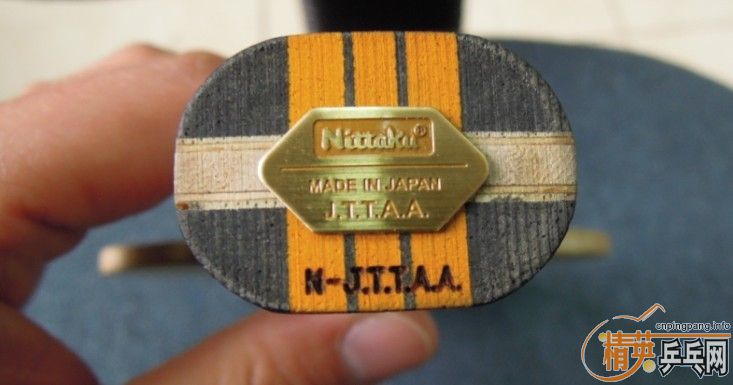 Nittaku®
MADE IN JAPAN
J.T.T.A.A.
N-J.T.T.A.A.
cnpingpang.info
精英乒乓网